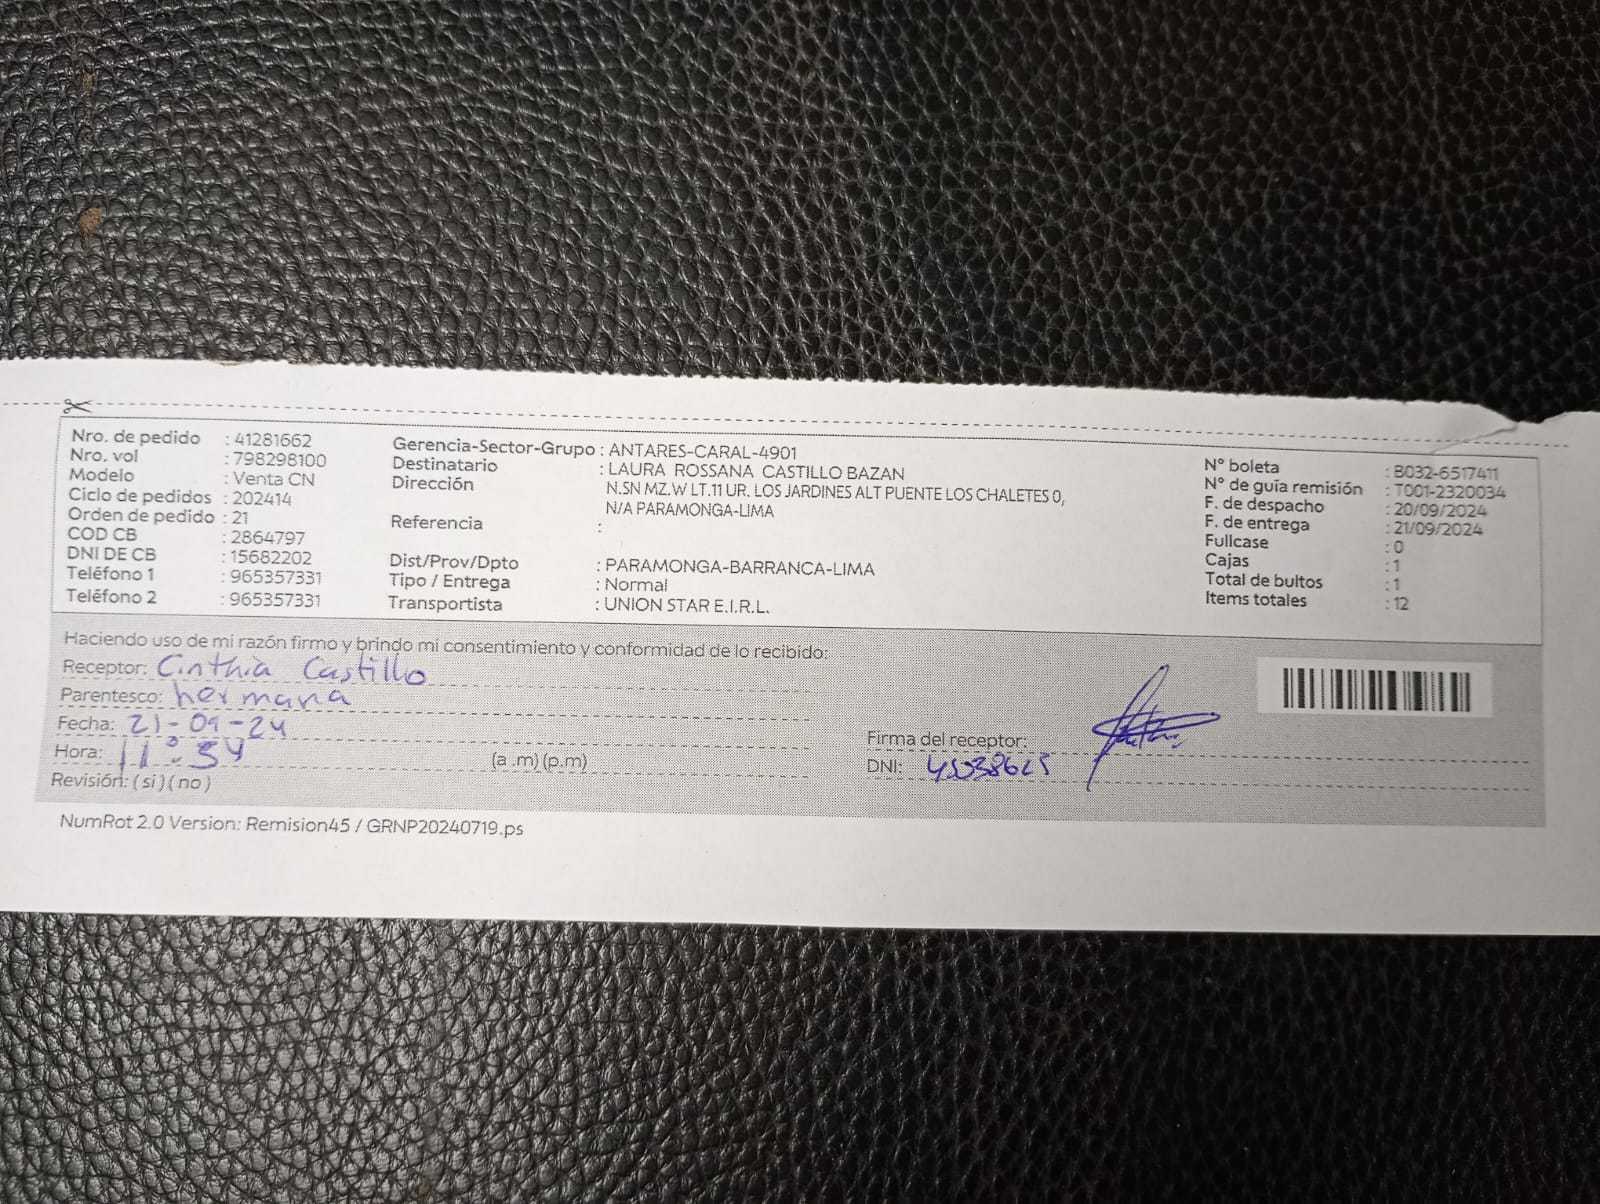 Nro. de pedido : 41281662
Nro. vol : 798298100
Modelo : Venta CN
Ciclo de pedidos : 202414
Orden de pedido : 21
COD CB : 2864797
DNI DE CB : 15682202
Teléfono 1 : 965357331
Teléfono 2 : 965357331
Gerencia-Sector-Grupo : ANTARES-CARAL-4901
Destinatario : LAURA ROSSANA CASTILLO BAZAN
Dirección N.SN MZ.W LT.11 UR. LOS JARDINES ALT PUENTE LOS CHALETES 0,
N/A PARAMONGA-LIMA
Referencia :
Dist/Prov/Dpto : PARAMONGA-BARRANCA-LIMA
Tipo / Entrega : Normal
Transportista : UNION STAR E.I.R.L.
N° boleta : B032-6517411
N° de guía remisión : T001-2320034
F. de despacho : 20/09/2024
F. de entrega : 21/09/2024
Fullcase : 0
Cajas : 1
Total de bultos : 1
Items totales : 12
Haciendo uso de mi razón firmo y brindo mi consentimiento y conformidad de lo recibido:
Receptor: Cinthia Castillo
Parentesco: hermana
Fecha: 21-09-24
Hora: 11:34 (a .m) (p.m)
Revisión: ( si ) ( no )
Firma del receptor:
DNI:
NumRot 2.0 Version: Remision45 / GRNP20240719.ps